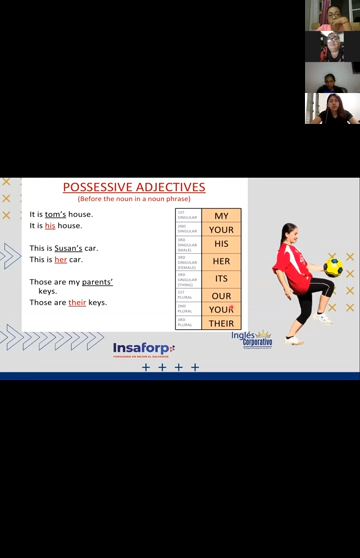 POSSESSIVE ADJECTIVES
(Before the noun in a noun phrase)
It is tom's house.
It is his house.
This is Susan's car.
This is her car.
Those are my parents'
keys.
Those are their keys.
1ST SINGULAR MY
2ND SINGULAR YOUR
3RD SINGULAR (MALE) HIS
3RD SINGULAR (FEMALE) HER
3RD SINGULAR (THING) ITS
1ST PLURAL OUR
2ND PLURAL YOUR
3RD PLURAL THEIR
Insaforp
Inglés
Corporativo